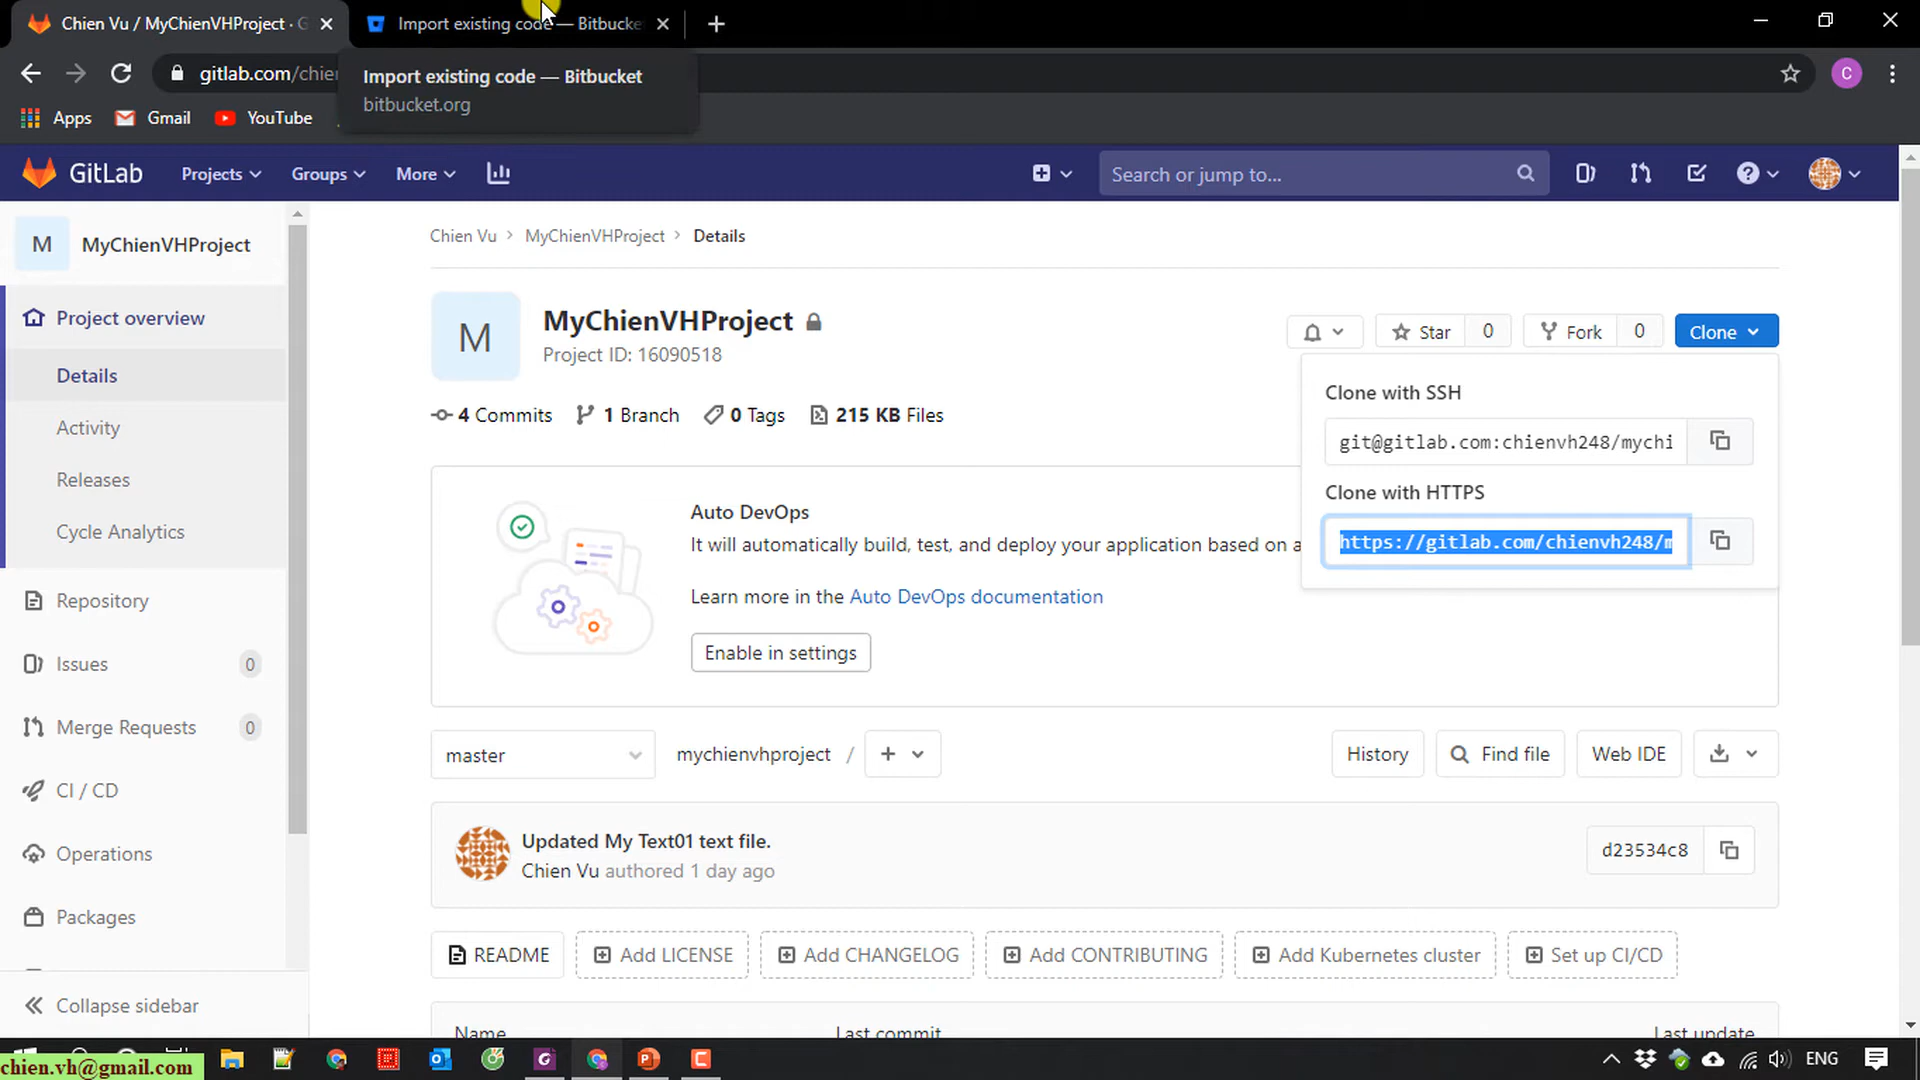 Chien Vu / MyChienVHProject · G
Import existing code — Bitbucke
gitlab.com/chie
Import existing code — Bitbucket
bitbucket.org
C
Apps
Gmail
YouTube
GitLab
Projects
Groups
More
Search or jump to...
M
MyChienVHProject
Project overview
Details
Activity
Releases
Cycle Analytics
Repository
Issues 0
Merge Requests 0
CI / CD
Operations
Packages
Collapse sidebar
Chien Vu > MyChienVHProject > Details
M
MyChienVHProject
Project ID: 16090518
Star 0
Fork 0
Clone
4 Commits
1 Branch
0 Tags
215 KB Files
Clone with SSH
git@gitlab.com:chienvh248/mychi
Clone with HTTPS
https://gitlab.com/chienvh248/m
Auto DevOps
It will automatically build, test, and deploy your application based on a
Learn more in the Auto DevOps documentation
Enable in settings
master
mychienvhproject /
History
Find file
Web IDE
Updated My Text01 text file.
Chien Vu authored 1 day ago
d23534c8
README
Add LICENSE
Add CHANGELOG
Add CONTRIBUTING
Add Kubernetes cluster
Set up CI/CD
Name
Last commit
Last update
chien.vh@gmail.com
ENG